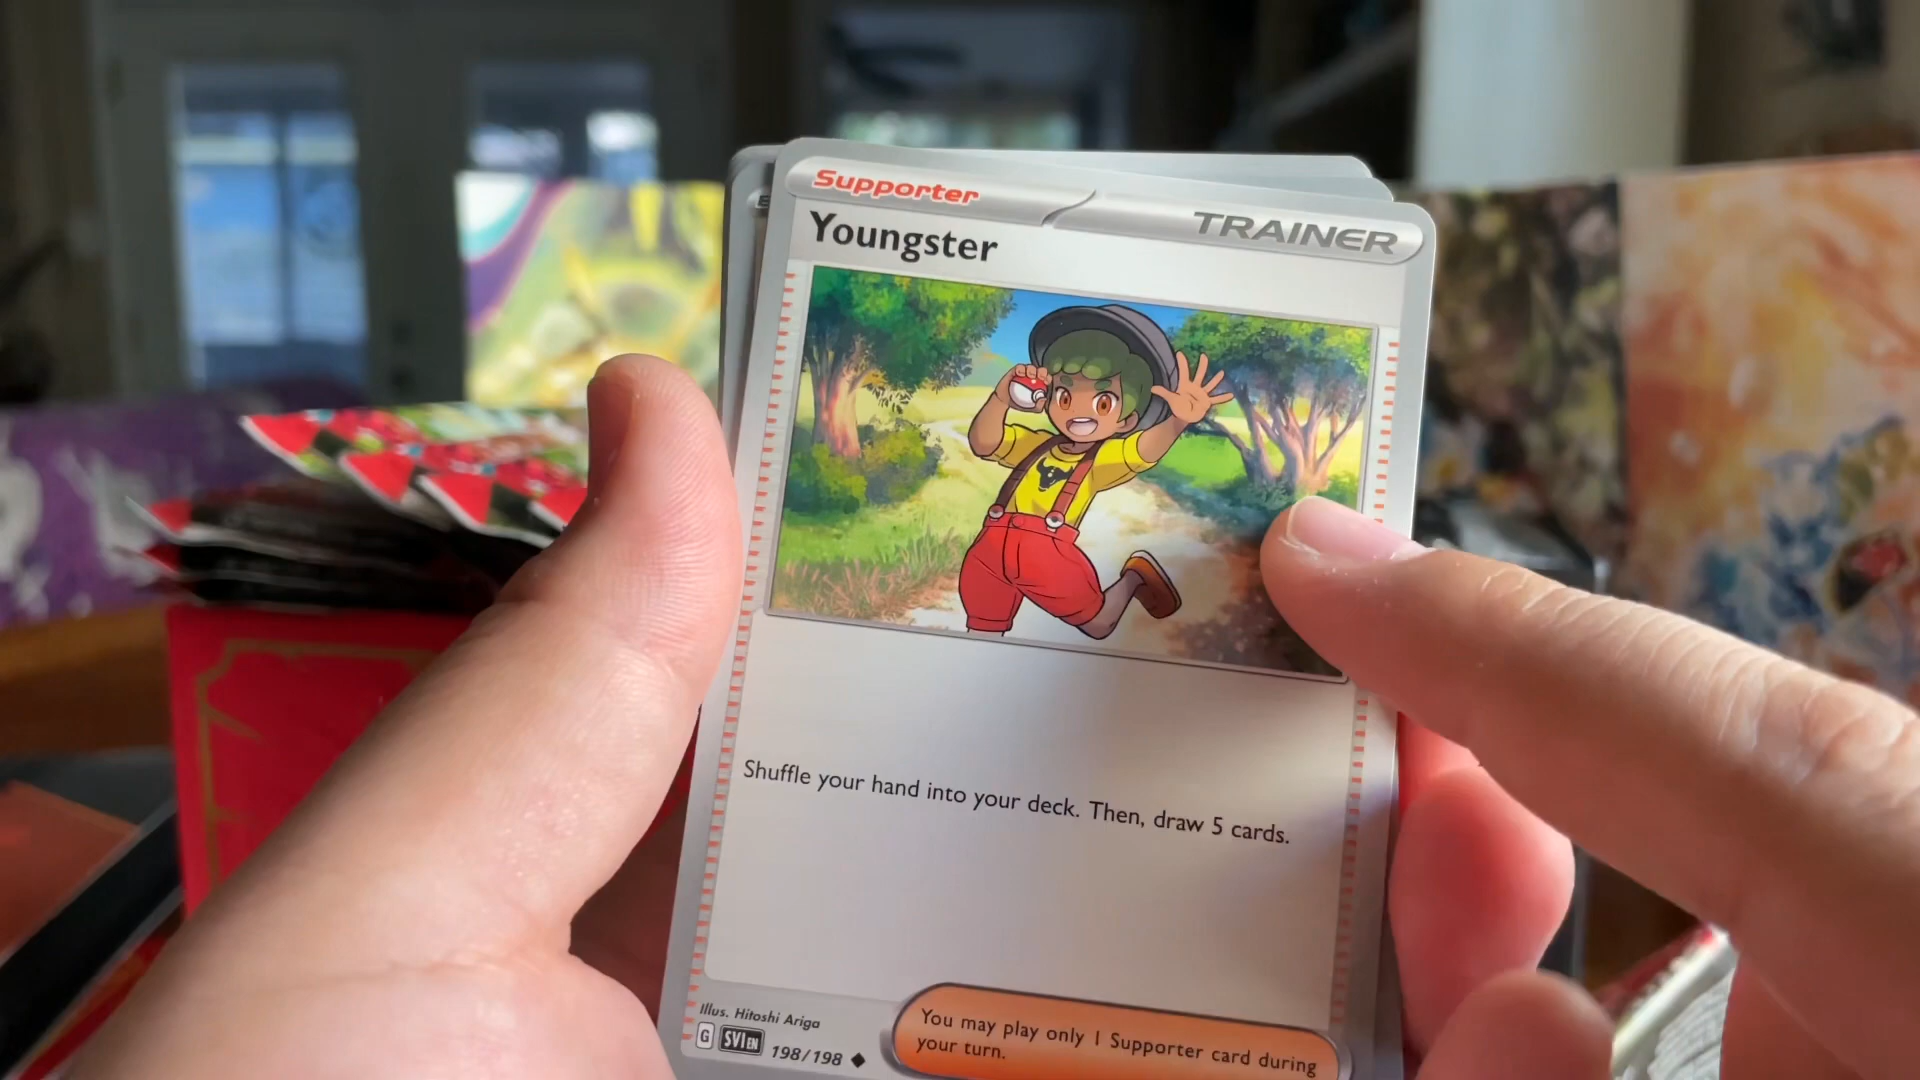 Supporter
TRAINER
Youngster
Shuffle your hand into your deck. Then, draw 5 cards.
Illus. Hitoshi Ariga
G SVI EN 198/198
You may play only 1 Supporter card during
your turn.